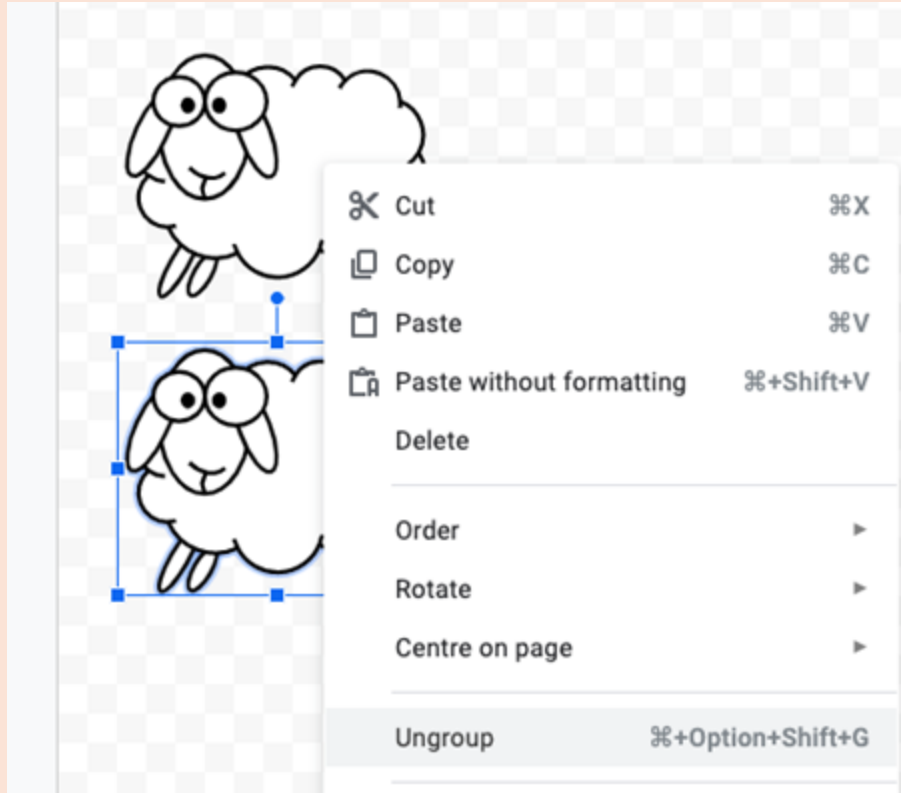 Cut ⌘X
Copy ⌘C
Paste ⌘V
Paste without formatting ⌘+Shift+V
Delete
Order
Rotate
Centre on page
Ungroup ⌘+Option+Shift+G